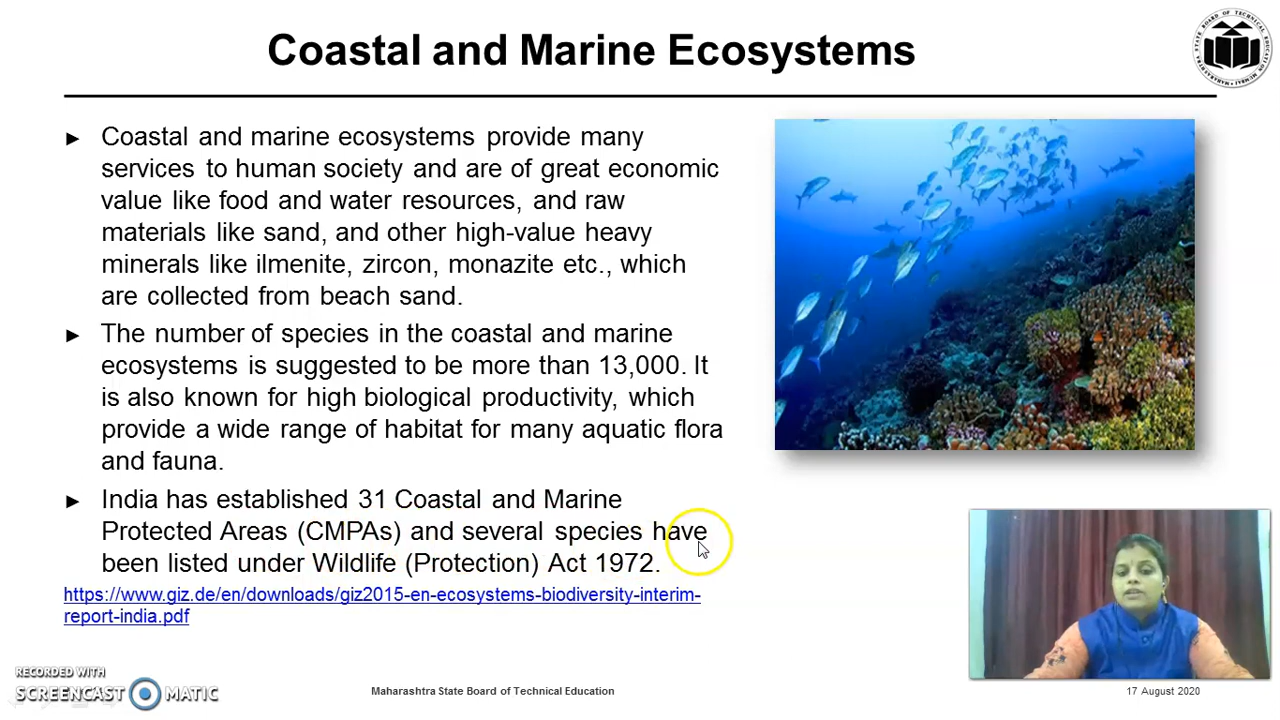 Coastal and Marine Ecosystems
STATE BOARD OF TECHNICAL EDUCATION MUMBAI MAHARASHTRA
► Coastal and marine ecosystems provide many
services to human society and are of great economic
value like food and water resources, and raw
materials like sand, and other high-value heavy
minerals like ilmenite, zircon, monazite etc., which
are collected from beach sand.
► The number of species in the coastal and marine
ecosystems is suggested to be more than 13,000. It
is also known for high biological productivity, which
provide a wide range of habitat for many aquatic flora
and fauna.
► India has established 31 Coastal and Marine
Protected Areas (CMPAs) and several species have
been listed under Wildlife (Protection) Act 1972.
https://www.giz.de/en/downloads/giz2015-en-ecosystems-biodiversity-interim-
report-india.pdf
RECORDED WITH
SCREENCAST MATIC
Maharashtra State Board of Technical Education
17 August 2020